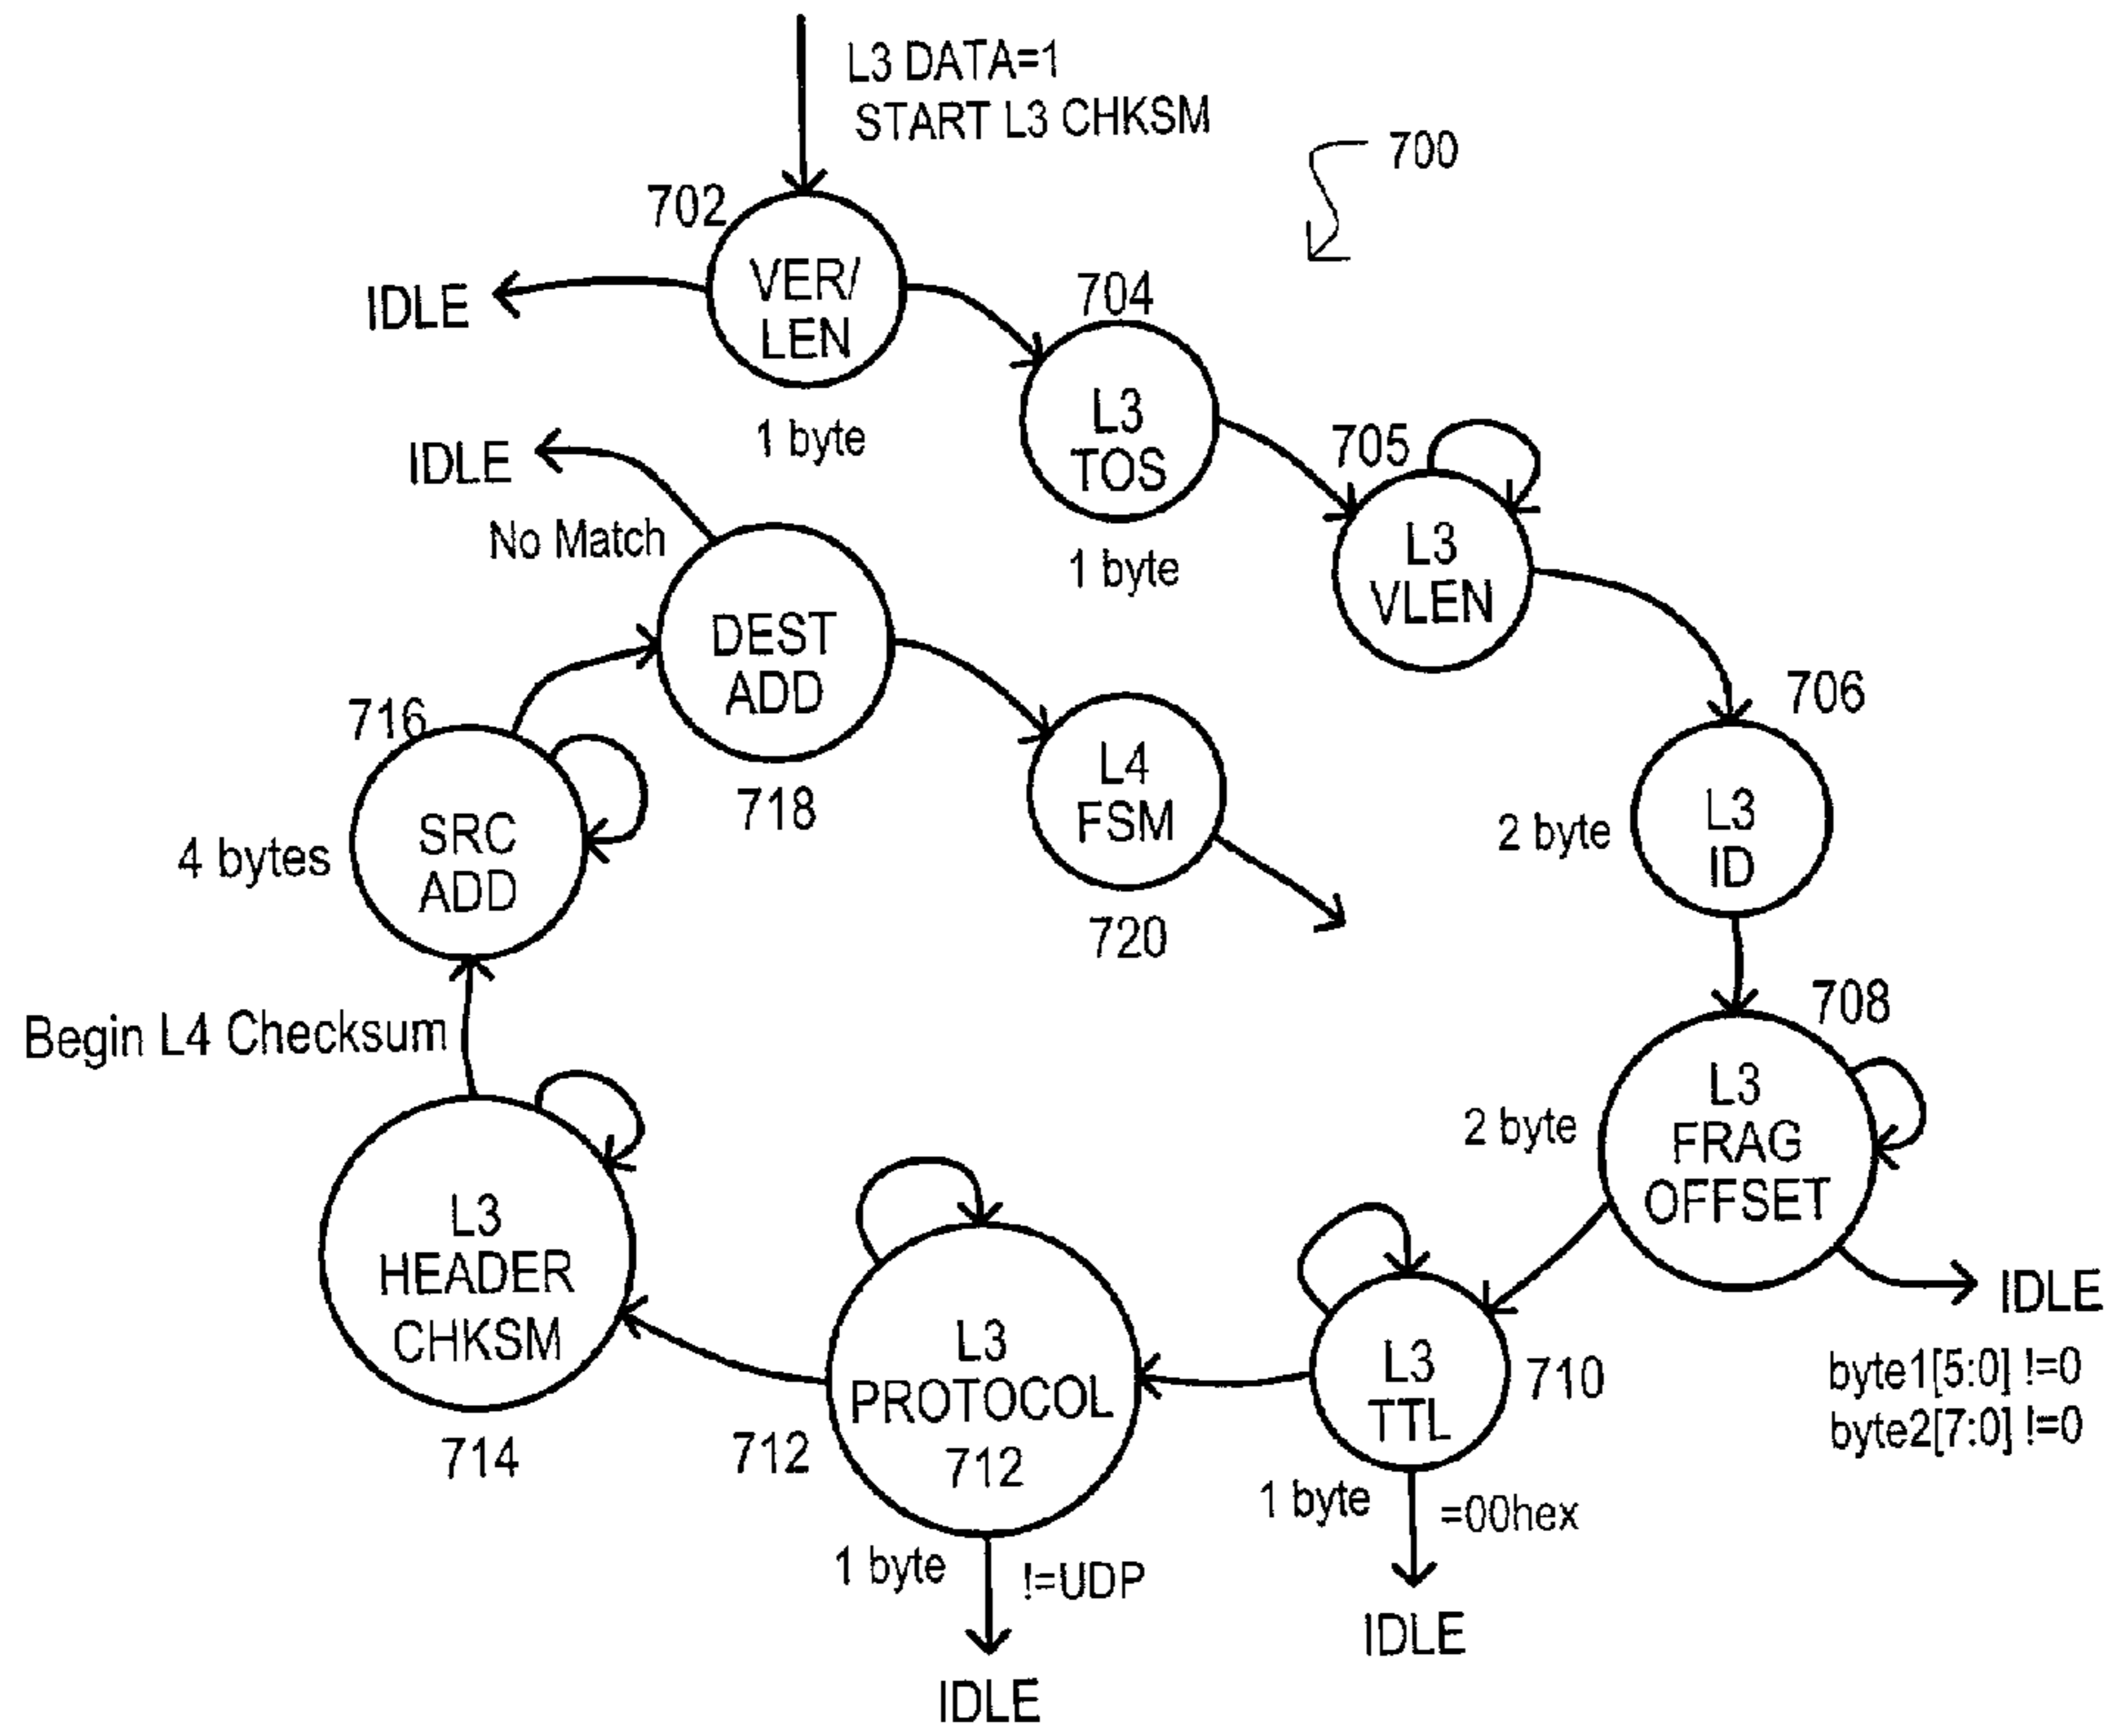 L3 DATA=1
START L3 CHKSM
700
702
VER/
LEN
1 byte
IDLE
704
L3
TOS
1 byte
705
L3
VLEN
706
L3
ID
2 byte
708
L3
FRAG
OFFSET
2 byte
IDLE
byte1[5:0] !=0
byte2[7:0] !=0
L3
TTL
710
1 byte
=00hex
IDLE
L3
PROTOCOL
712
712
1 byte
!=UDP
IDLE
L3
HEADER
CHKSM
714
Begin L4 Checksum
716
SRC
ADD
4 bytes
DEST
ADD
718
No Match
IDLE
L4
FSM
720